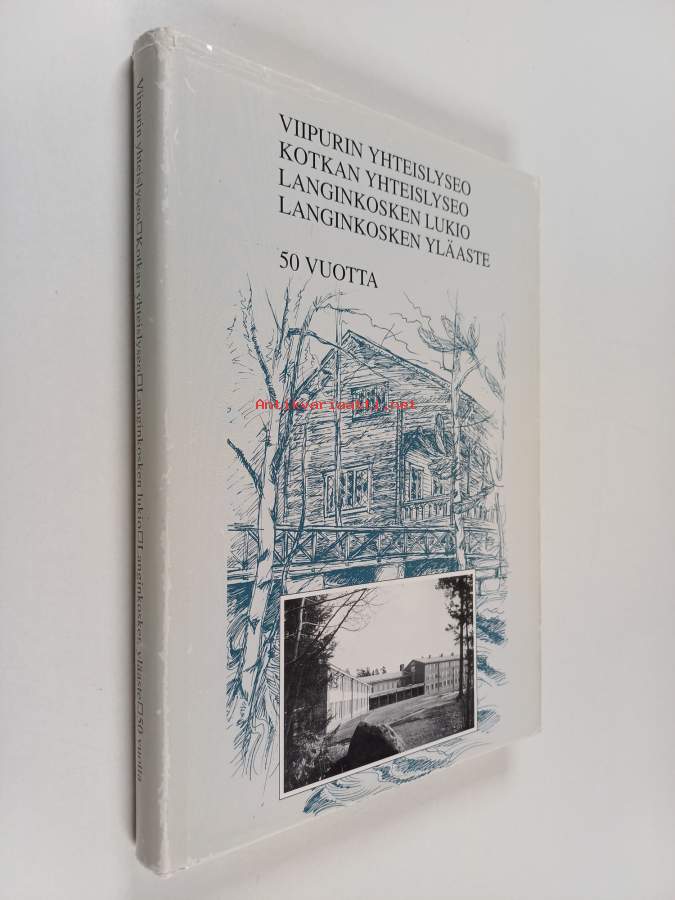 VIIPURIN YHTEISLYSEO
KOTKAN YHTEISLYSEO
LANGINKOSKEN LUKIO
LANGINKOSKEN YLÄASTE
50 VUOTTA
Antikvariaatti.net
Viipurin yhteislyseo□Kotkan yhteislyseo□Langinkosken lukio□Langinkosken yläaste□50 vuotta